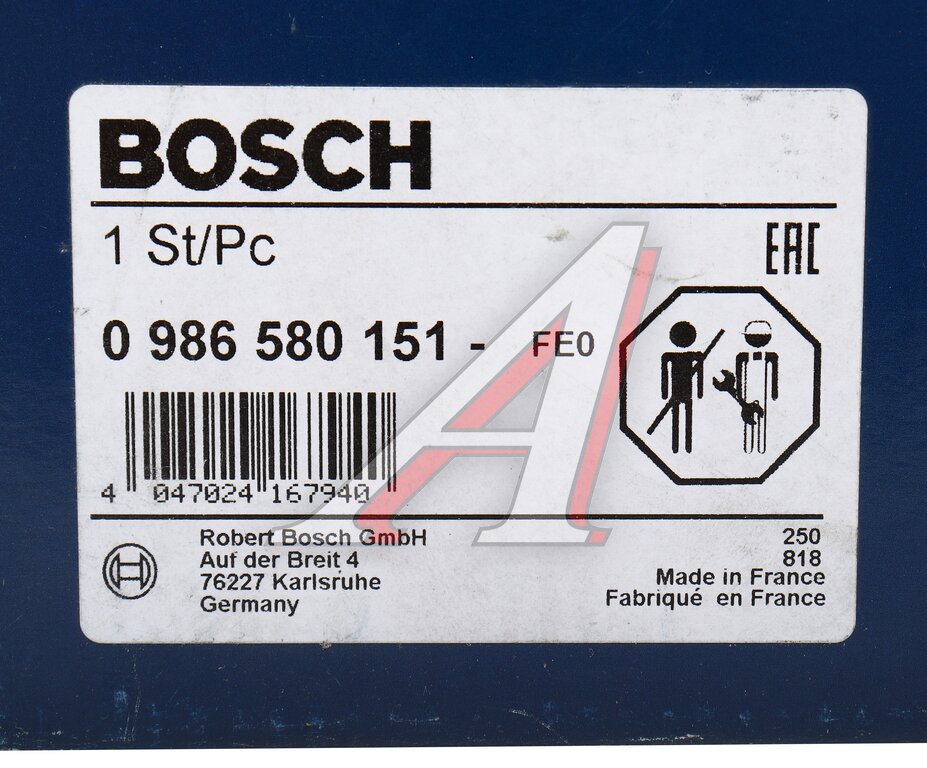 BOSCH
1 St/Pc
EAC
0 986 580 151 - FE0
4 047024 167940
Robert Bosch GmbH
Auf der Breit 4
76227 Karlsruhe
Germany
250
818
Made in France
Fabriqué en France
A